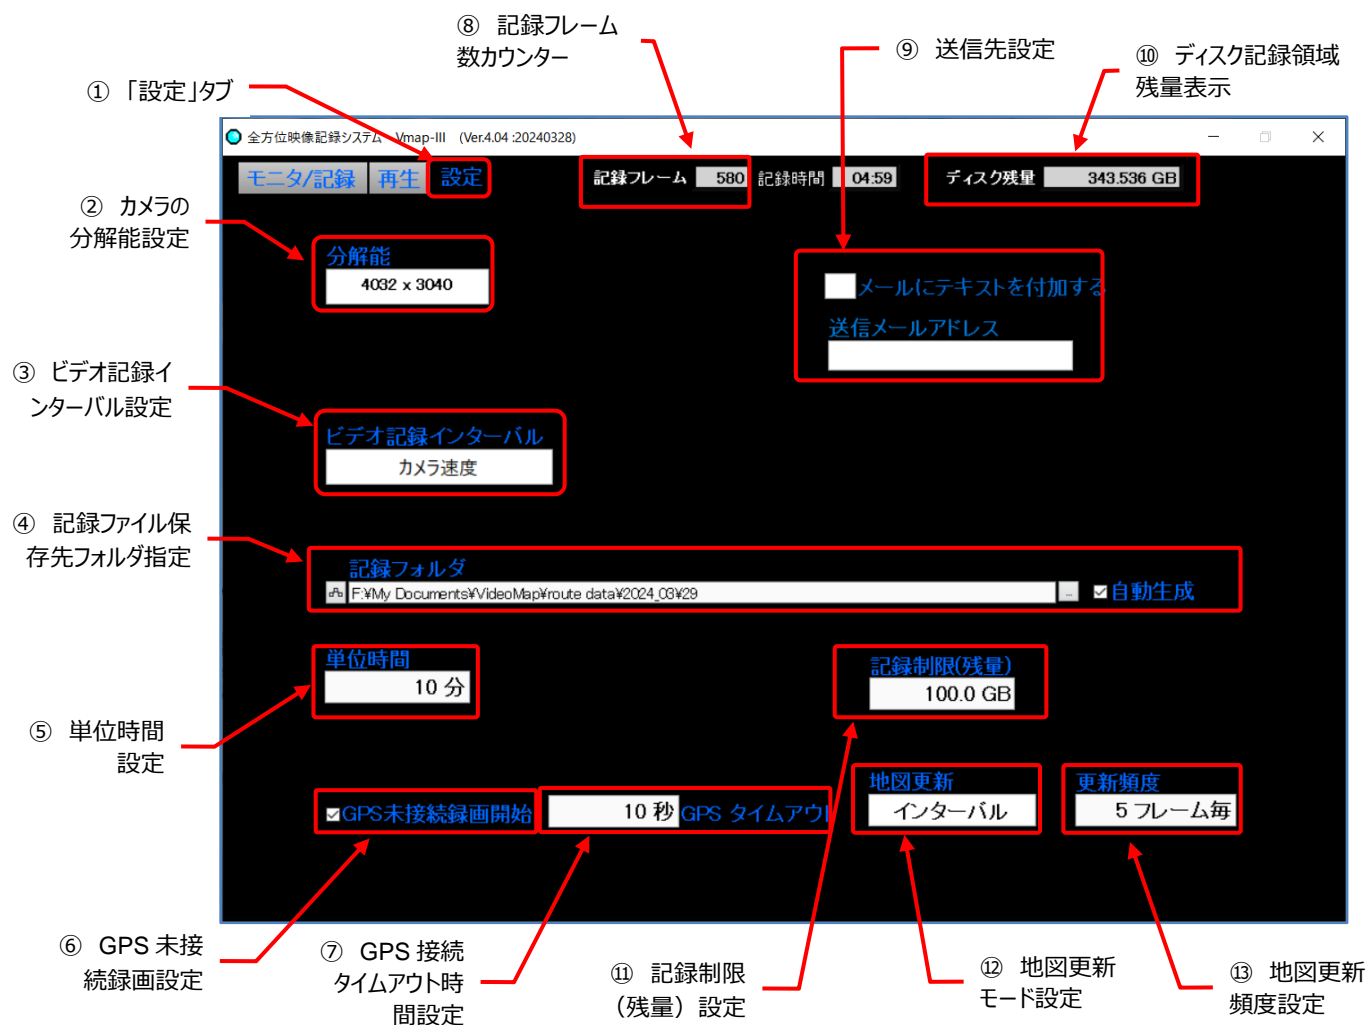 ⑧ 記録フレーム
数カウンター
⑨ 送信先設定
⑩ ディスク記録領域
残量表示
① 「設定」タブ
全方位映像記録システム Vmap-III (Ver.4.04 :20240328)
モニタ/記録 再生 設定
記録フレーム 580 記録時間 04:59
ディスク残量 343.536 GB
② カメラの
分解能設定
分解能
4032 x 3040
メールにテキストを付加する
送信メールアドレス
③ ビデオ記録イ
ンターバル設定
ビデオ記録インターバル
カメラ速度
④ 記録ファイル保
存先フォルダ指定
記録フォルダ
F:¥My Documents¥VideoMap¥route data¥2024_03¥29
... 自動生成
単位時間
10 分
記録制限(残量)
100.0 GB
⑤ 単位時間
設定
GPS未接続録画開始
10 秒 GPS タイムアウト
地図更新
インターバル
更新頻度
5 フレーム毎
⑥ GPS 未接
続録画設定
⑦ GPS 接続
タイムアウト時
間設定
⑪ 記録制限
(残量)設定
⑫ 地図更新
モード設定
⑬ 地図更新
頻度設定